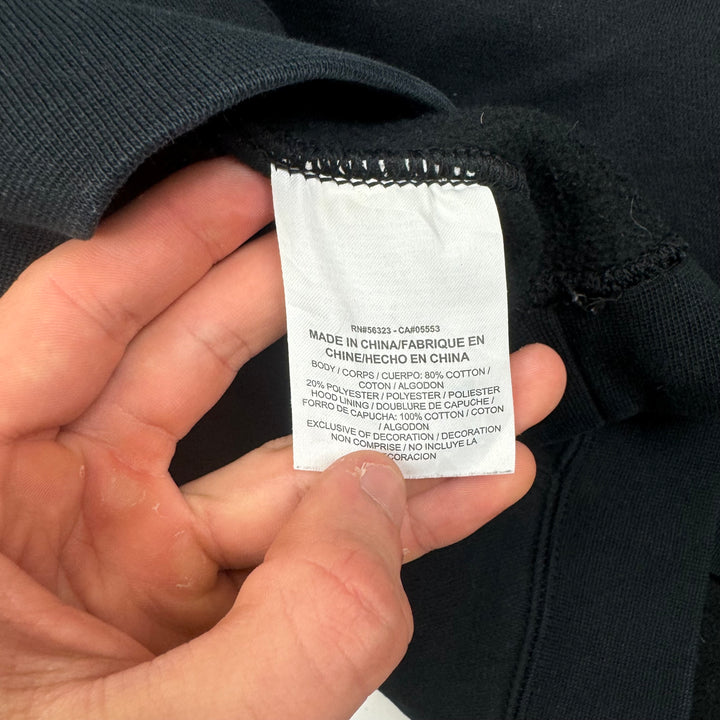 RN#56323 - CA#05553
MADE IN CHINA/FABRIQUE EN
CHINE/HECHO EN CHINA
BODY / CORPS / CUERPO: 80% COTTON /
COTON / ALGODON
20% POLYESTER / POLYESTER / POLIESTER
HOOD LINING / DOUBLURE DE CAPUCHE /
FORRO DE CAPUCHA: 100% COTTON / COTON
/ ALGODON
EXCLUSIVE OF DECORATION / DECORATION
NON COMPRISE / NO INCLUYE LA